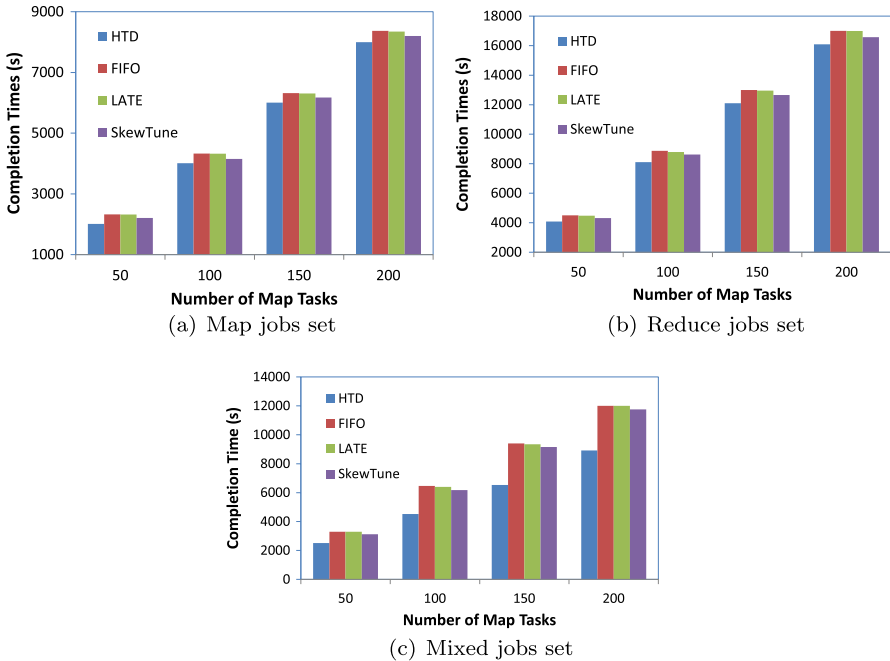 9000
7000
5000
3000
1000
Completion Times (s)
HTD
FIFO
LATE
SkewTune
50 100 150 200
Number of Map Tasks
(a) Map jobs set
18000
16000
14000
12000
10000
8000
6000
4000
2000
Completion Times (s)
HTD
FIFO
LATE
SkewTune
50 100 150 200
Number of Map Tasks
(b) Reduce jobs set
14000
12000
10000
8000
6000
4000
2000
0
Completion Time (s)
HTD
FIFO
LATE
SkewTune
50 100 150 200
Number of Map Tasks
(c) Mixed jobs set